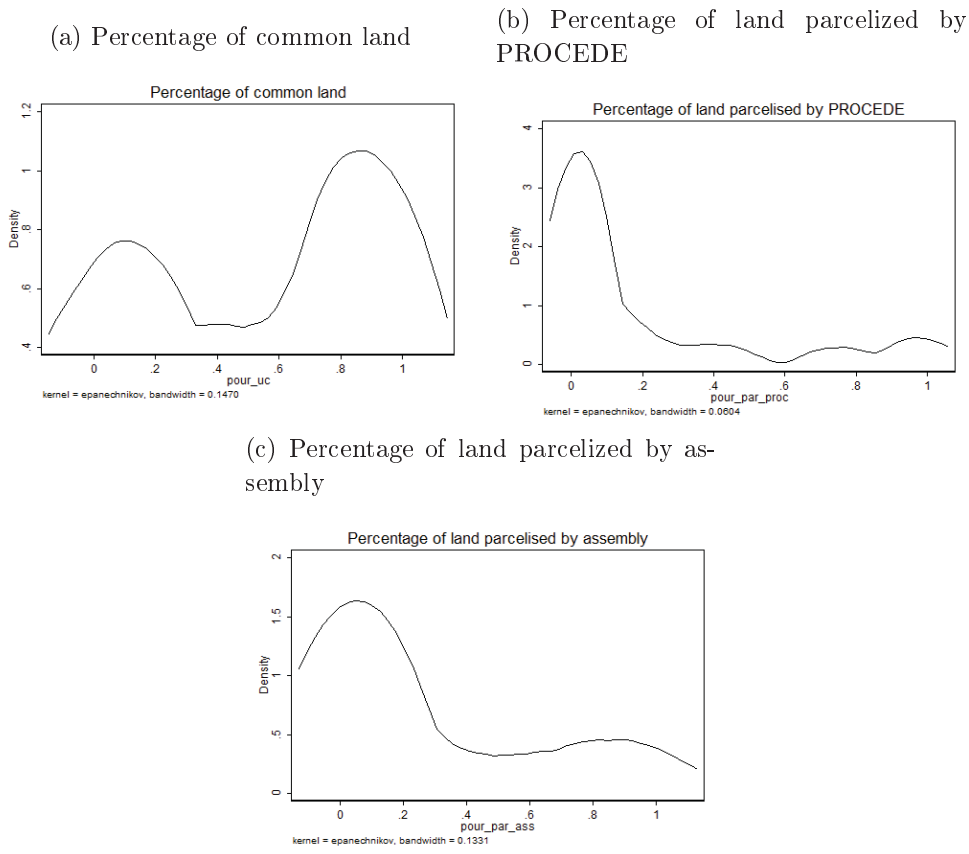 (a) Percentage of common land
(b) Percentage of land parcelized by
PROCEDE
Percentage of common land
1.2
1
.8
.6
.4
Density
0 .2 .4 .6 .8 1
pour_uc
kernel = epanechnikov, bandwidth = 0.1470
Percentage of land parcelised by PROCEDE
4
3
2
1
0
Density
0 .2 .4 .6 .8 1
pour_par_proc
kernel = epanechnikov, bandwidth = 0.0604
(c) Percentage of land parcelized by as-
sembly
Percentage of land parcelised by assembly
2
1.5
1
.5
0
Density
0 .2 .4 .6 .8 1
pour_par_ass
kernel = epanechnikov, bandwidth = 0.1331